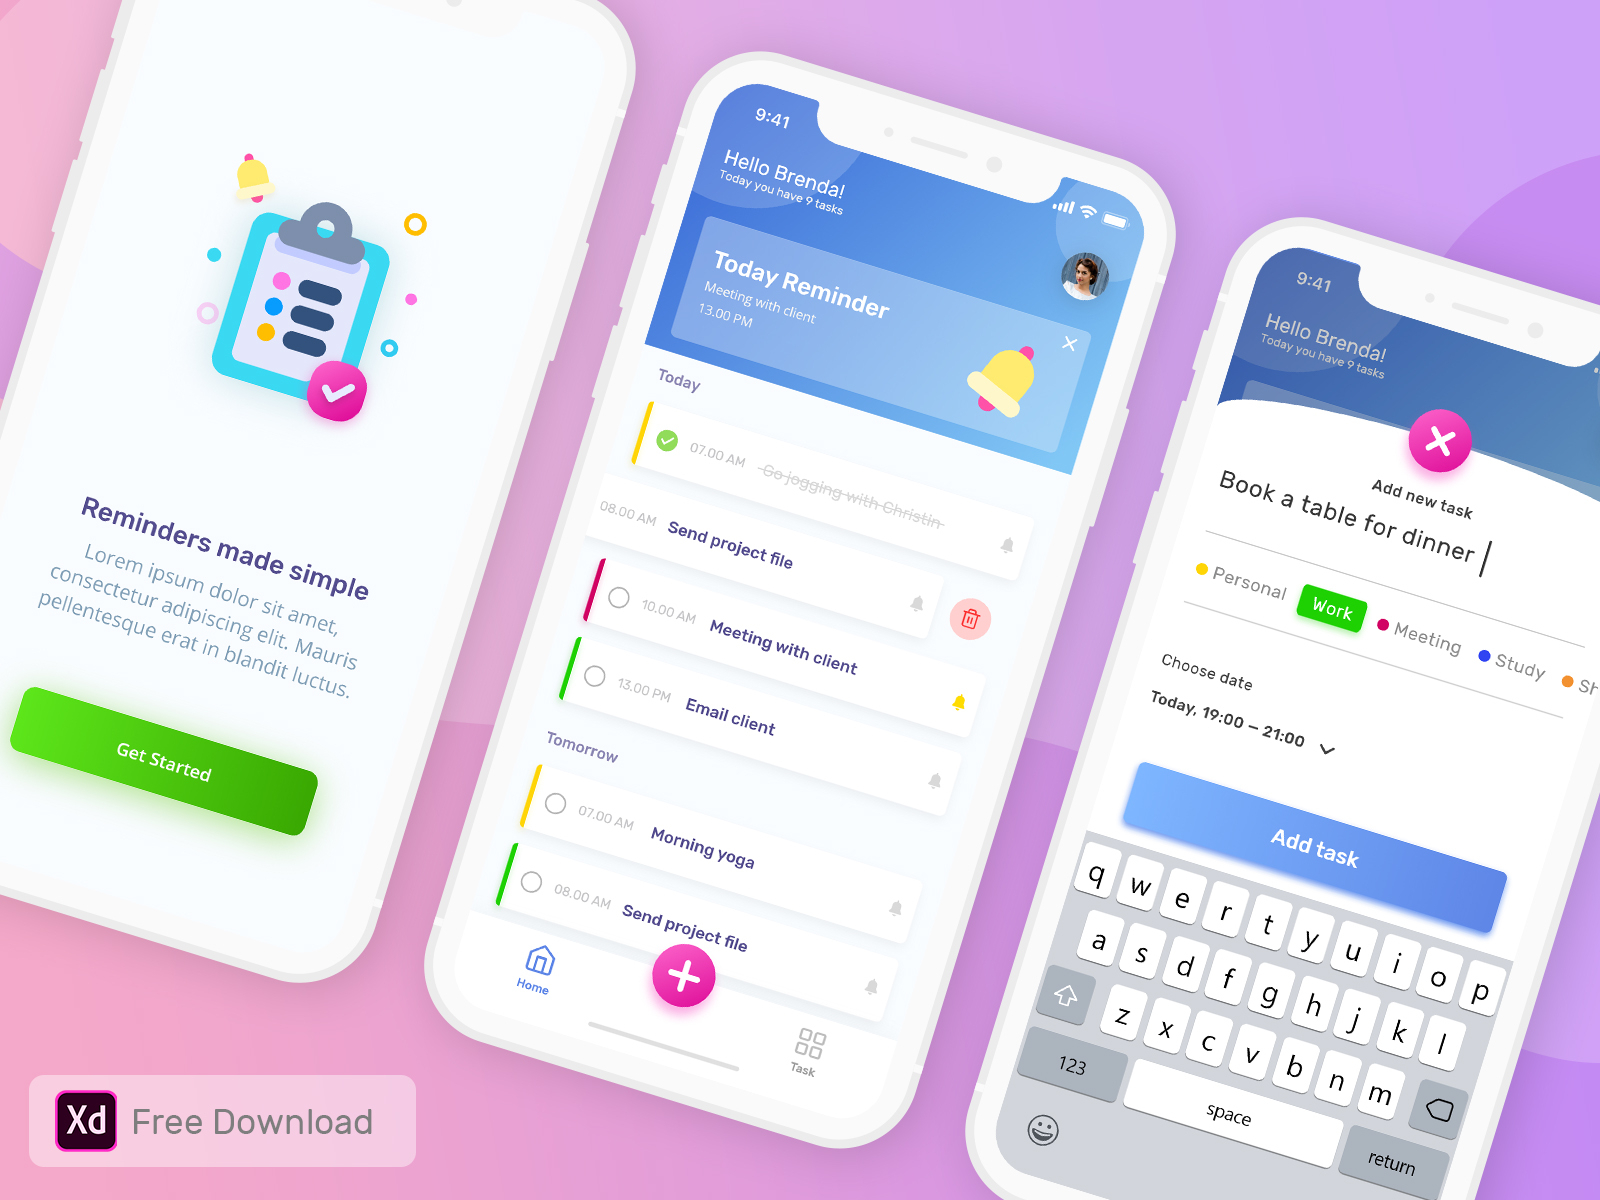 Reminders made simple
Lorem ipsum dolor sit amet,
consectetur adipiscing elit. Mauris
pellentesque erat in blandit luctus.
Get Started
Xd Free Download
9:41
Hello Brenda!
Today you have 9 tasks
Today Reminder
Meeting with client
13.00 PM
Today
07.00 AM Go jogging with Christin
08.00 AM Send project file
10.00 AM Meeting with client
13.00 PM Email client
Tomorrow
07.00 AM Morning yoga
08.00 AM Send project file
Home
Task
9:41
Hello Brenda!
Today you have 9 tasks
Add new task
Book a table for dinner
Personal Work Meeting Study Sh
Choose date
Today, 19:00 – 21:00
Add task
q w e r t y u i o p
a s d f g h j k l
z x c v b n m
123 space return